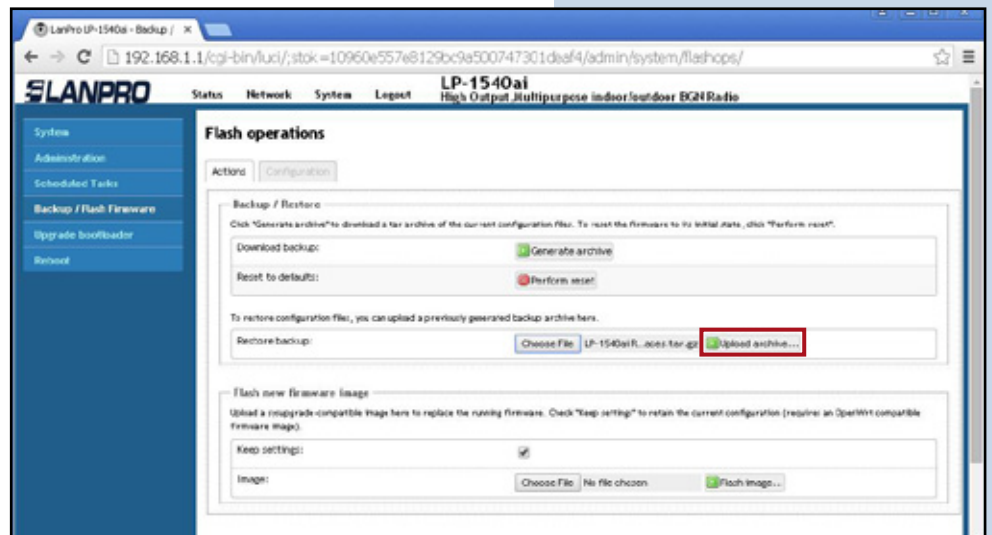 LanPro LP-1540ai - Backup / ×
192.168.1.1/cgi-bin/luci/;stok=10960e557e8129bc9a500747301deaf4/admin/system/flashops/
LANPRO
Status Network System Logout
LP-1540ai
High Output Multipurpose indoor/outdoor BGN Radio
System
Administration
Scheduled Tasks
Backup / Flash Firmware
Upgrade bootloader
Reboot
Flash operations
Actions Configuration
Backup / Restore
Click "Generate archive" to download a tar archive of the current configuration files. To reset the firmware to its initial state, click "Perform reset".
Download backup: Generate archive
Reset to defaults: Perform reset
To restore configuration files, you can upload a previously generated backup archive here.
Restore backup: Choose File LP-1540ai fi...aces.tar.gz Upload archive...
Flash new firmware image
Upload a sysupgrade-compatible image here to replace the running firmware. Check "Keep settings" to retain the current configuration (requires an OpenWrt compatible
firmware image).
Keep settings:
Image: Choose File No file chosen Flash image...